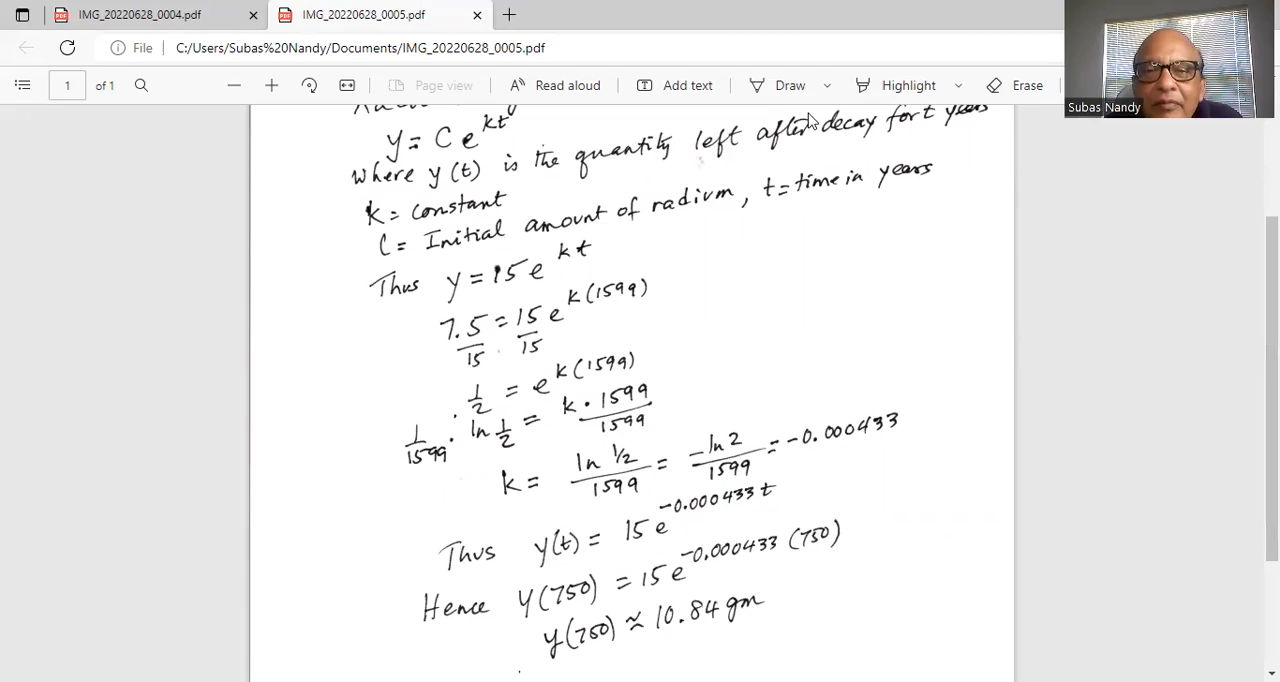 IMG_20220628_0004.pdf
IMG_20220628_0005.pdf
File
C:/Users/Subas%20Nandy/Documents/IMG_20220628_0005.pdf
1 of 1
Page view
Read aloud
Add text
Draw
Highlight
Erase
Subas Nandy
y = C e^kt
where y(t) is the quantity left after decay for t years
k = constant
C = Initial amount of radium, t = time in years
Thus y = 15 e^kt
7.5/15 = 15/15 e^k(1599)
1/2 = e^k(1599)
1/1599 · ln 1/2 = k · 1599/1599
k = ln 1/2 / 1599 = -ln 2 / 1599 = -0.000433
Thus y(t) = 15 e^-0.000433 t
Hence y(750) = 15 e^-0.000433 (750)
y(750) ≈ 10.84 gm